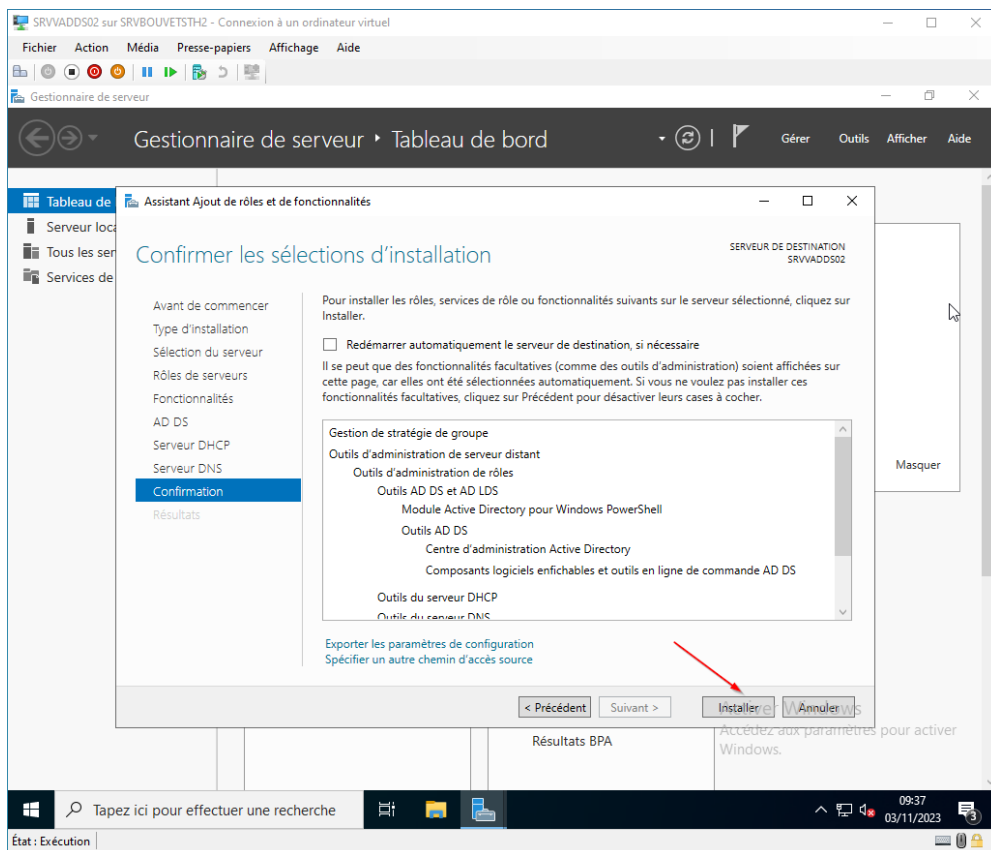 SRVVADDS02 sur SRVBOUVETSTH2 - Connexion à un ordinateur virtuel
Fichier Action Média Presse-papiers Affichage Aide
Gestionnaire de serveur
Gestionnaire de serveur ‣ Tableau de bord
Gérer Outils Afficher Aide
Tableau de
Serveur loca
Tous les ser
Services de
Assistant Ajout de rôles et de fonctionnalités
Confirmer les sélections d'installation
SERVEUR DE DESTINATION
SRVVADDS02
Avant de commencer
Type d'installation
Sélection du serveur
Rôles de serveurs
Fonctionnalités
AD DS
Serveur DHCP
Serveur DNS
Confirmation
Résultats
Pour installer les rôles, services de rôle ou fonctionnalités suivants sur le serveur sélectionné, cliquez sur
Installer.
Redémarrer automatiquement le serveur de destination, si nécessaire
Il se peut que des fonctionnalités facultatives (comme des outils d'administration) soient affichées sur
cette page, car elles ont été sélectionnées automatiquement. Si vous ne voulez pas installer ces
fonctionnalités facultatives, cliquez sur Précédent pour désactiver leurs cases à cocher.
Gestion de stratégie de groupe
Outils d'administration de serveur distant
Outils d'administration de rôles
Outils AD DS et AD LDS
Module Active Directory pour Windows PowerShell
Outils AD DS
Centre d'administration Active Directory
Composants logiciels enfichables et outils en ligne de commande AD DS
Outils du serveur DHCP
Outils du serveur DNS
Exporter les paramètres de configuration
Spécifier un autre chemin d'accès source
< Précédent Suivant > Installer Annuler
Masquer
Résultats BPA
Activer Windows
Accédez aux paramètres pour activer
Windows.
Tapez ici pour effectuer une recherche
09:37
03/11/2023
3
État : Exécution